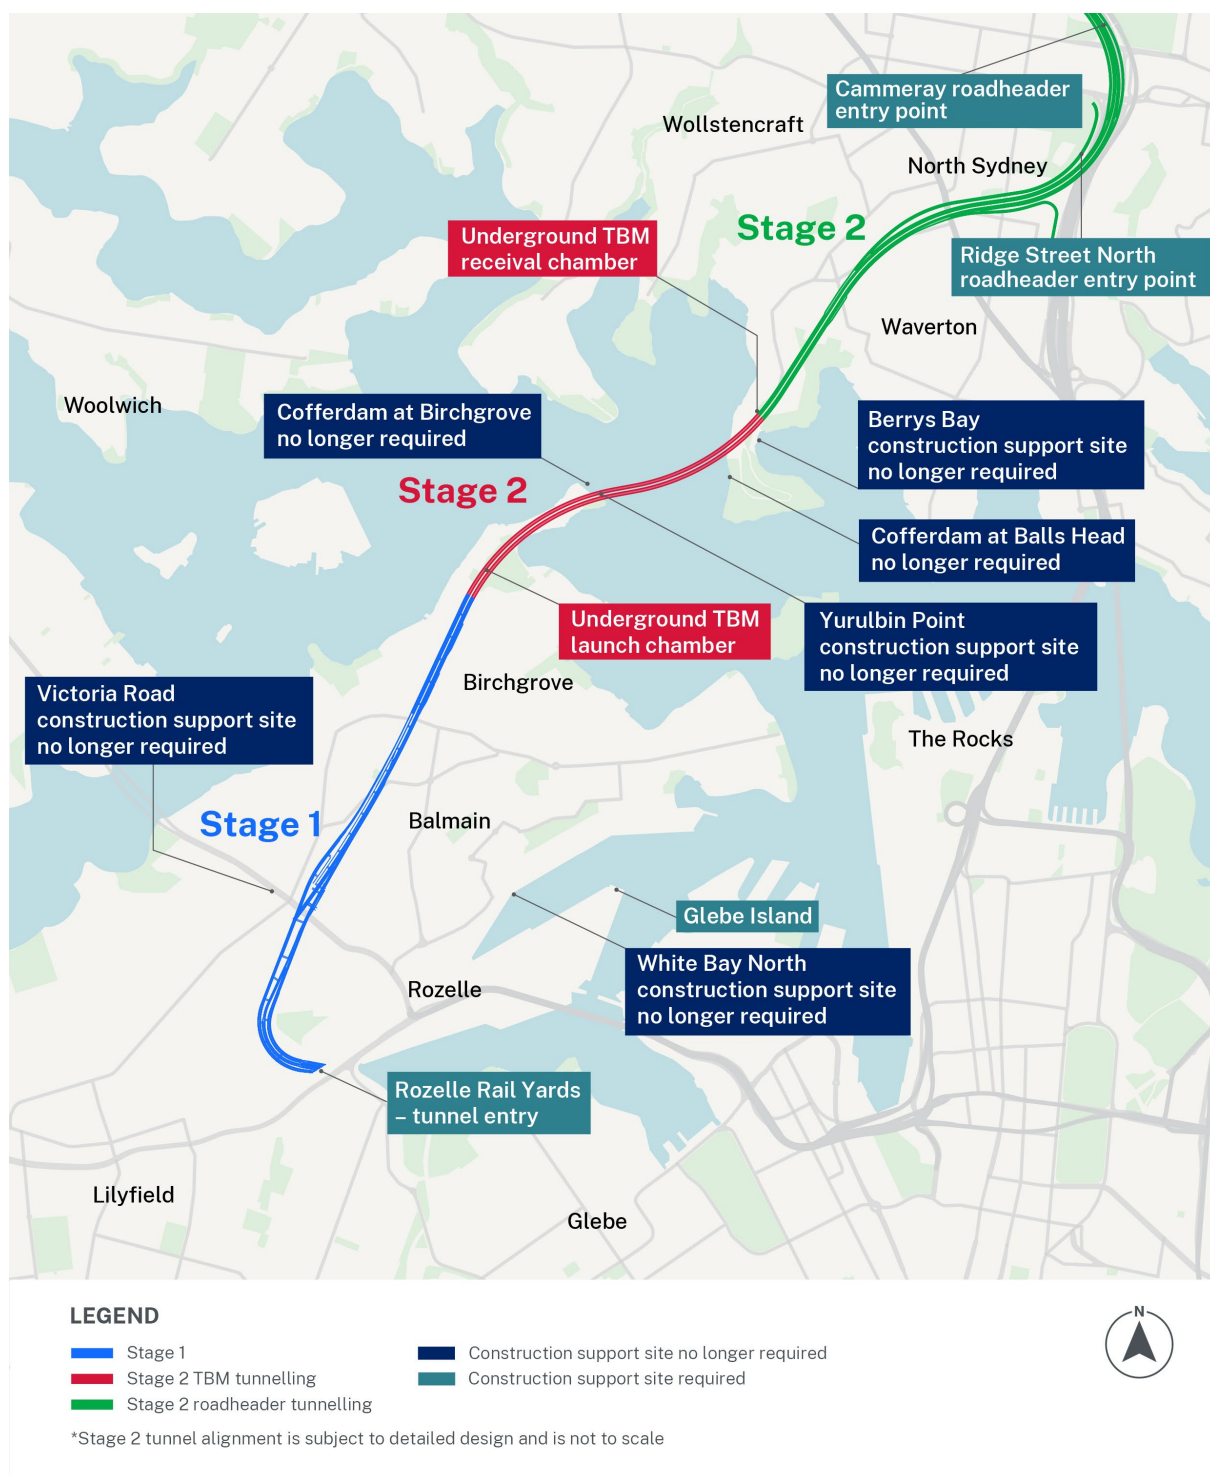 Cammeray roadheader
entry point
Wollstencraft
North Sydney
Stage 2
Underground TBM
receival chamber
Ridge Street North
roadheader entry point
Waverton
Woolwich
Cofferdam at Birchgrove
no longer required
Berrys Bay
construction support site
no longer required
Stage 2
Cofferdam at Balls Head
no longer required
Underground TBM
launch chamber
Yurulbin Point
construction support site
no longer required
Birchgrove
Victoria Road
construction support site
no longer required
The Rocks
Stage 1
Balmain
Glebe Island
White Bay North
construction support site
no longer required
Rozelle
Rozelle Rail Yards
– tunnel entry
Lilyfield
Glebe
LEGEND
N
Stage 1
Stage 2 TBM tunnelling
Stage 2 roadheader tunnelling
Construction support site no longer required
Construction support site required
*Stage 2 tunnel alignment is subject to detailed design and is not to scale